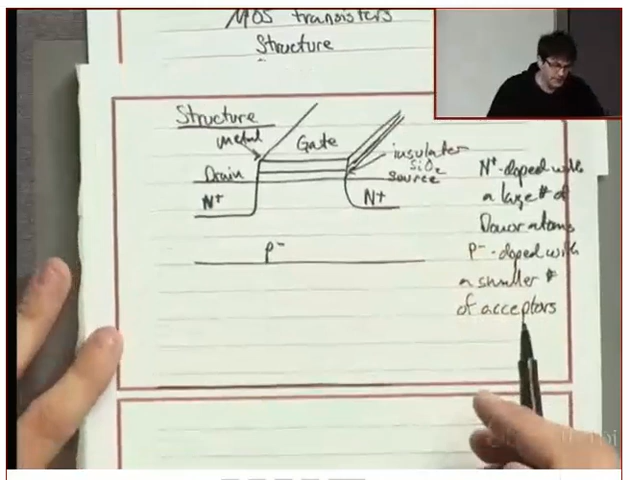 MOS transistors
Structure
Structure
metal
Gate
insulater
SiO2
Drain
source
N+
N+
P-
N+-doped with
a large # of
Donor atoms
P--doped with
a smaller #
of acceptors